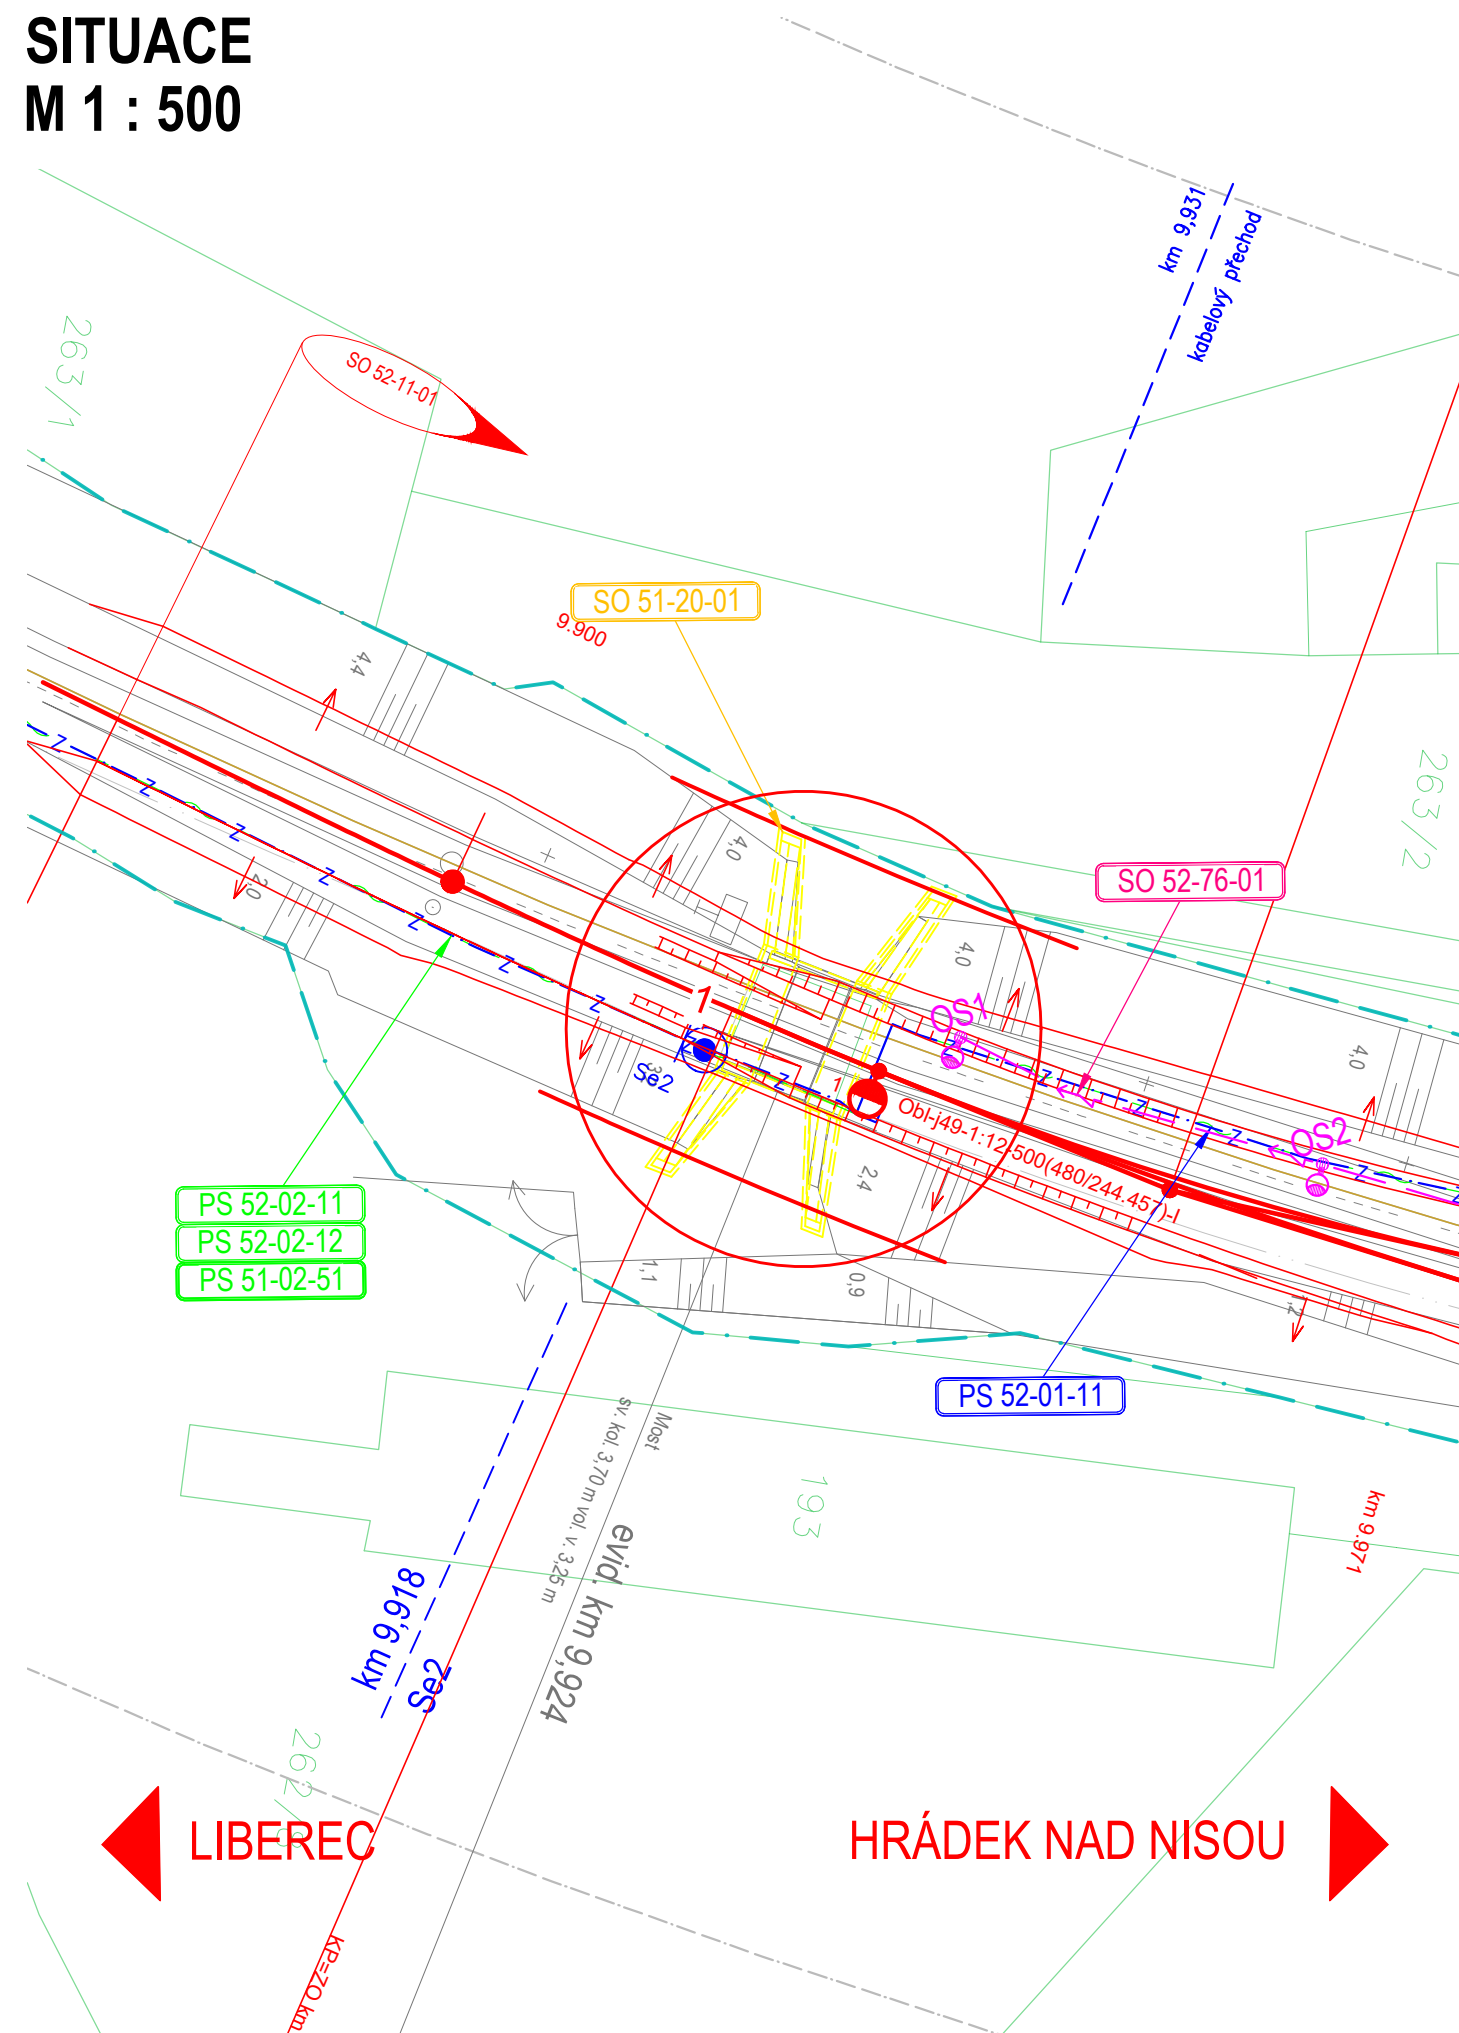 SITUACE
M 1 : 500
km 9,931
kabelový přechod
263/1
SO 52-11-01
SO 51-20-01
9.900
4,4
263/2
4,0
SO 52-76-01
2,0
4,0
OS1
1
4,0
Se2
1
Obl-j49-1:12-500(480/244.457)-I
OS2
2,4
PS 52-02-11
PS 52-02-12
PS 51-02-51
1,1
0,9
1,2
PS 52-01-11
Most
sv. kol. 3,70 m vol. v. 3,25 m
evid. km 9,924
193
km 9.971
km 9,918
Se2
LIBEREC
HRÁDEK NAD NISOU
KP=ZO km
Z Z Z Z Z Z Z Z Z Z Z Z Z Z Z